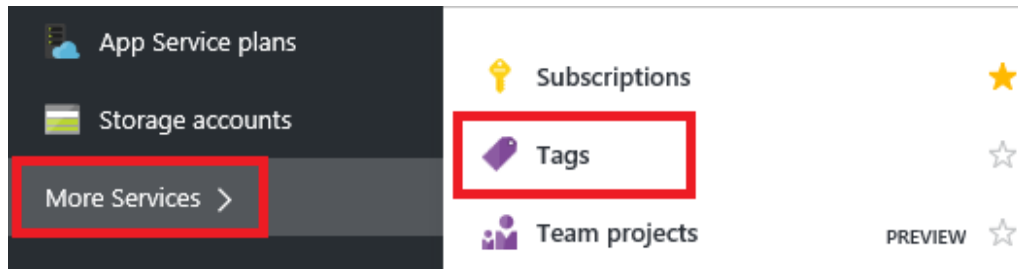 App Service plans
Storage accounts
More Services >
Subscriptions
Tags
Team projects PREVIEW